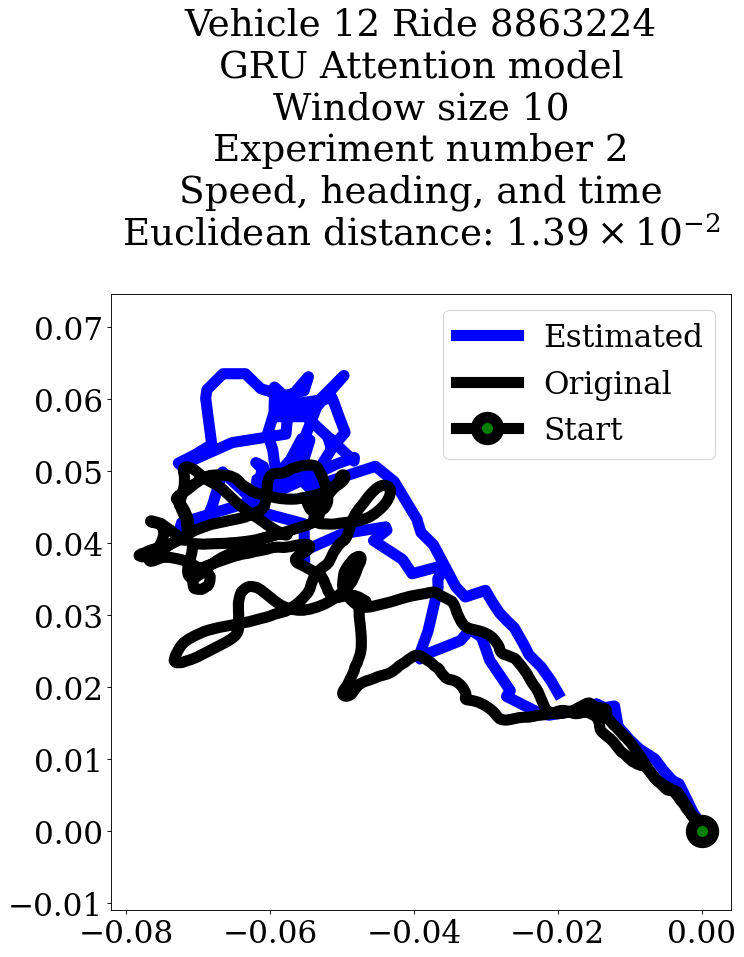 Vehicle 12 Ride 8863224
GRU Attention model
Window size 10
Experiment number 2
Speed, heading, and time
Euclidean distance: 1.39 × 10⁻²
Estimated
Original
Start
0.07
0.06
0.05
0.04
0.03
0.02
0.01
0.00
−0.01
−0.08 −0.06 −0.04 −0.02 0.00